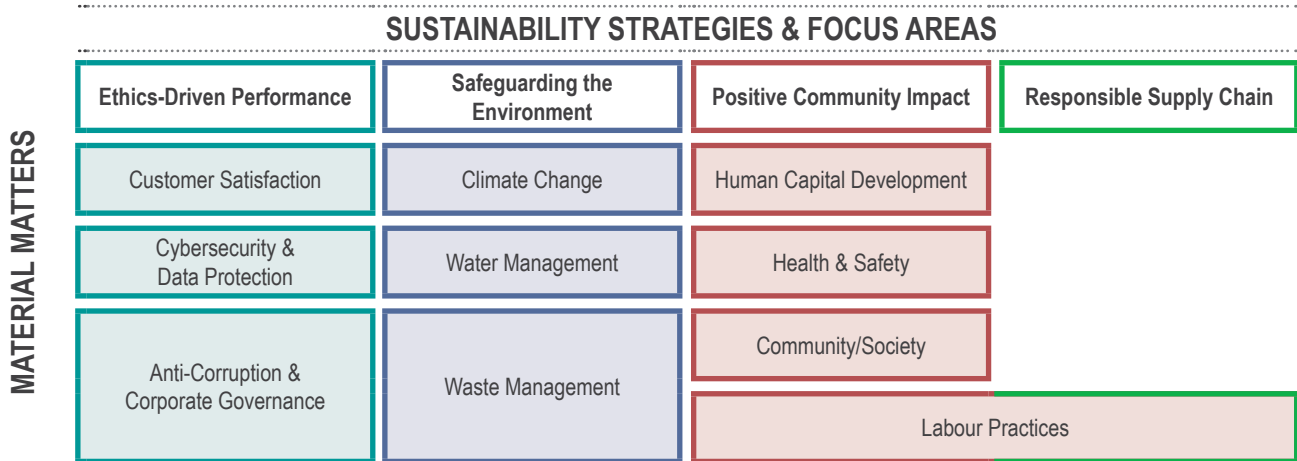 SUSTAINABILITY STRATEGIES & FOCUS AREAS
MATERIAL MATTERS
Ethics-Driven Performance
Safeguarding the
Environment
Positive Community Impact
Responsible Supply Chain
Customer Satisfaction
Climate Change
Human Capital Development
Cybersecurity &
Data Protection
Water Management
Health & Safety
Anti-Corruption &
Corporate Governance
Waste Management
Community/Society
Labour Practices